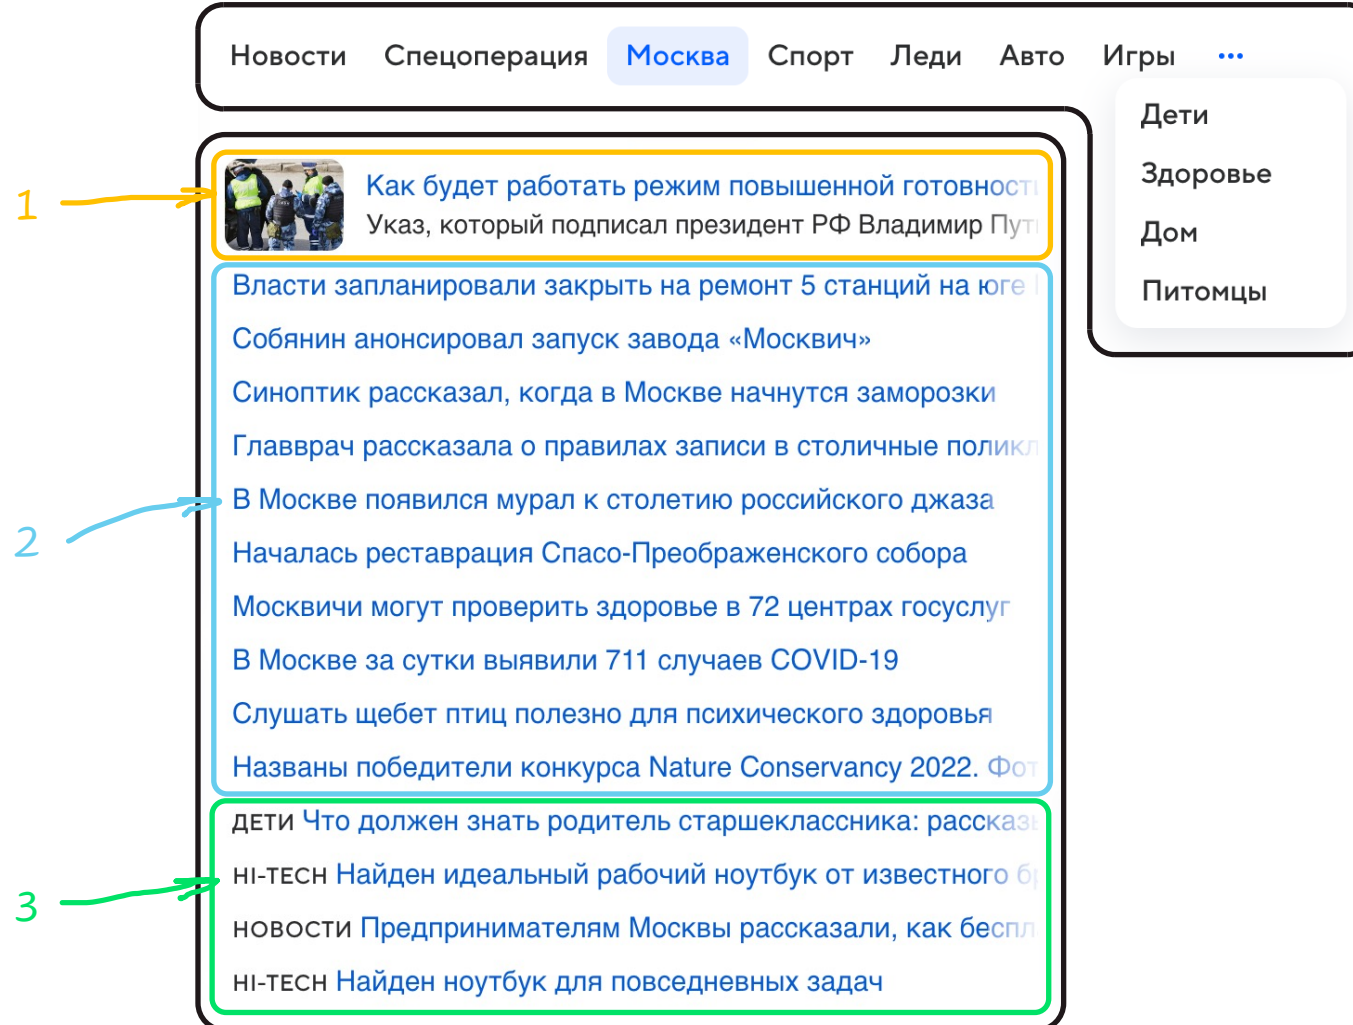 Новости Спецоперация Москва Спорт Леди Авто Игры ...
Дети
Здоровье
Дом
Питомцы
1
Как будет работать режим повышенной готовност
Указ, который подписал президент РФ Владимир Пут
Власти запланировали закрыть на ремонт 5 станций на юге
Собянин анонсировал запуск завода «Москвич»
Синоптик рассказал, когда в Москве начнутся заморозки
Главврач рассказала о правилах записи в столичные поликл
2
В Москве появился мурал к столетию российского джаза
Началась реставрация Спасо-Преображенского собора
Москвичи могут проверить здоровье в 72 центрах госуслуг
В Москве за сутки выявили 711 случаев COVID-19
Слушать щебет птиц полезно для психического здоровья
Названы победители конкурса Nature Conservancy 2022. Фот
ДЕТИ Что должен знать родитель старшеклассника: рассказ
3
HI-TECH Найден идеальный рабочий ноутбук от известного б
НОВОСТИ Предпринимателям Москвы рассказали, как беспл
HI-TECH Найден ноутбук для повседневных задач